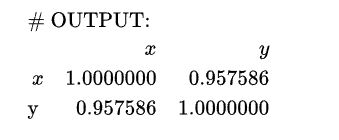 # OUTPUT:
x y
x 1.0000000 0.957586
y 0.957586 1.0000000